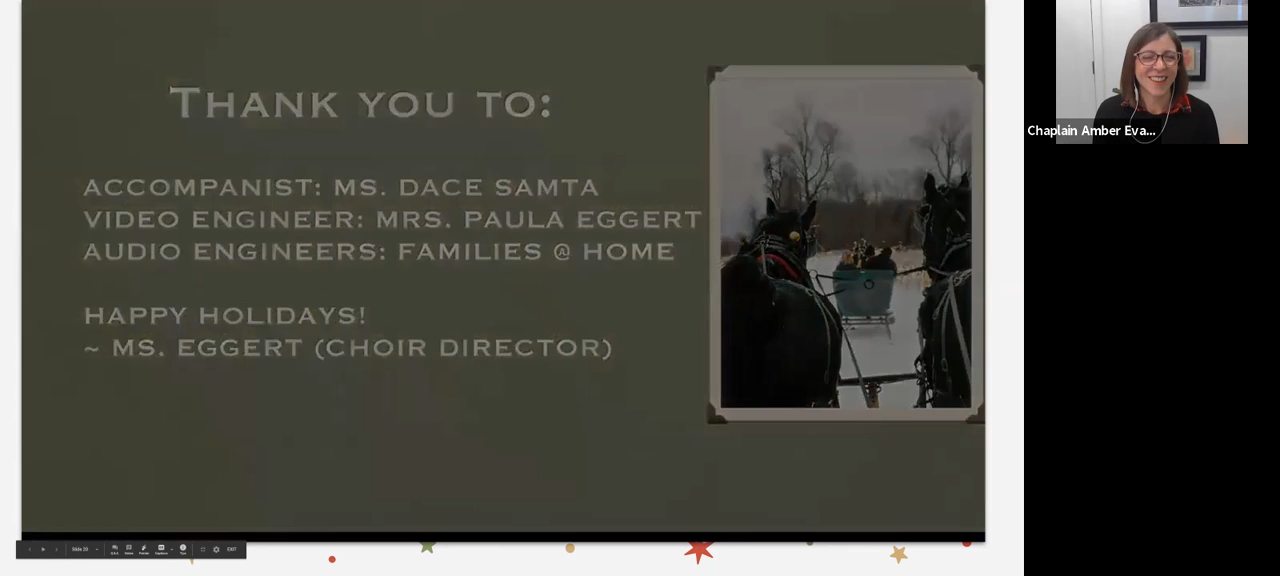 THANK YOU TO:
ACCOMPANIST: MS. DACE SAMTA
VIDEO ENGINEER: MRS. PAULA EGGERT
AUDIO ENGINEERS: FAMILIES @ HOME
HAPPY HOLIDAYS!
~ MS. EGGERT (CHOIR DIRECTOR)
Chaplain Amber Eva...
EXIT